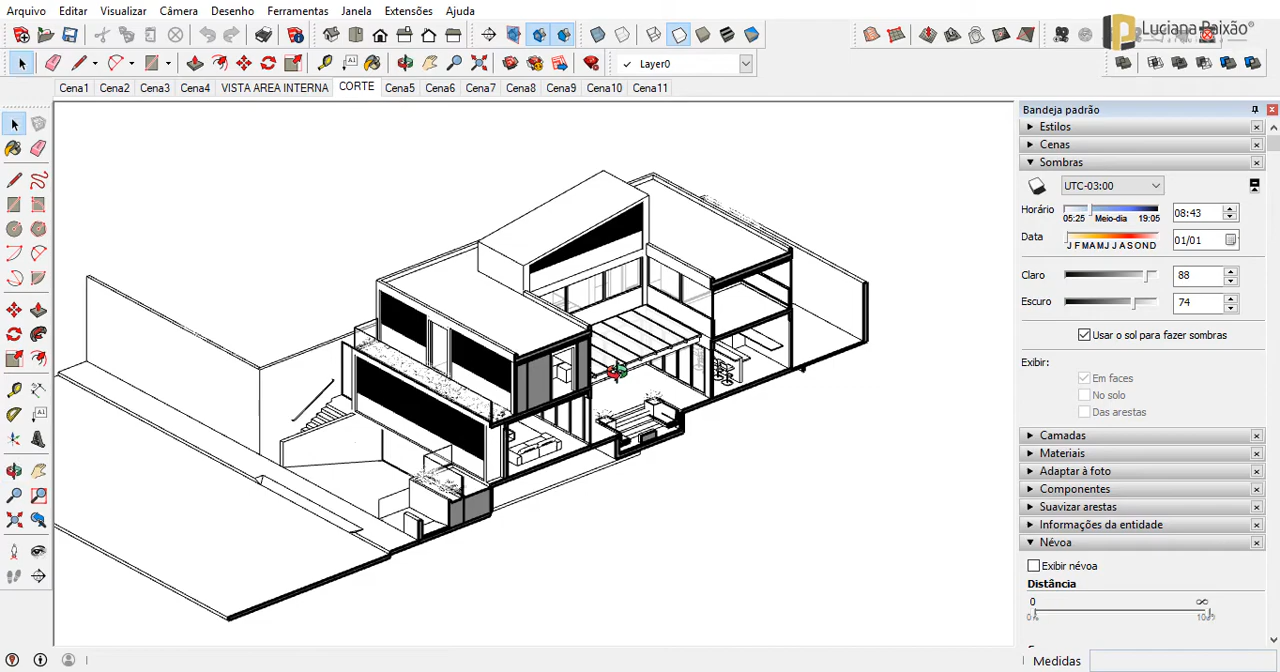 Arquivo Editar Visualizar Câmera Desenho Ferramentas Janela Extensões Ajuda
Luciana Paixão®
Layer0
Cena1 Cena2 Cena3 Cena4 VISTA AREA INTERNA CORTE Cena5 Cena6 Cena7 Cena8 Cena9 Cena10 Cena11
Bandeja padrão
Estilos
Cenas
Sombras
UTC-03:00
Horário 08:43
05:25 Meio-dia 19:05
Data 01/01
J F M A M J J A S O N D
Claro 88
Escuro 74
Usar o sol para fazer sombras
Exibir:
Em faces
No solo
Das arestas
Camadas
Materiais
Adaptar à foto
Componentes
Suavizar arestas
Informações da entidade
Névoa
Exibir névoa
Distância
0 ∞
Medidas